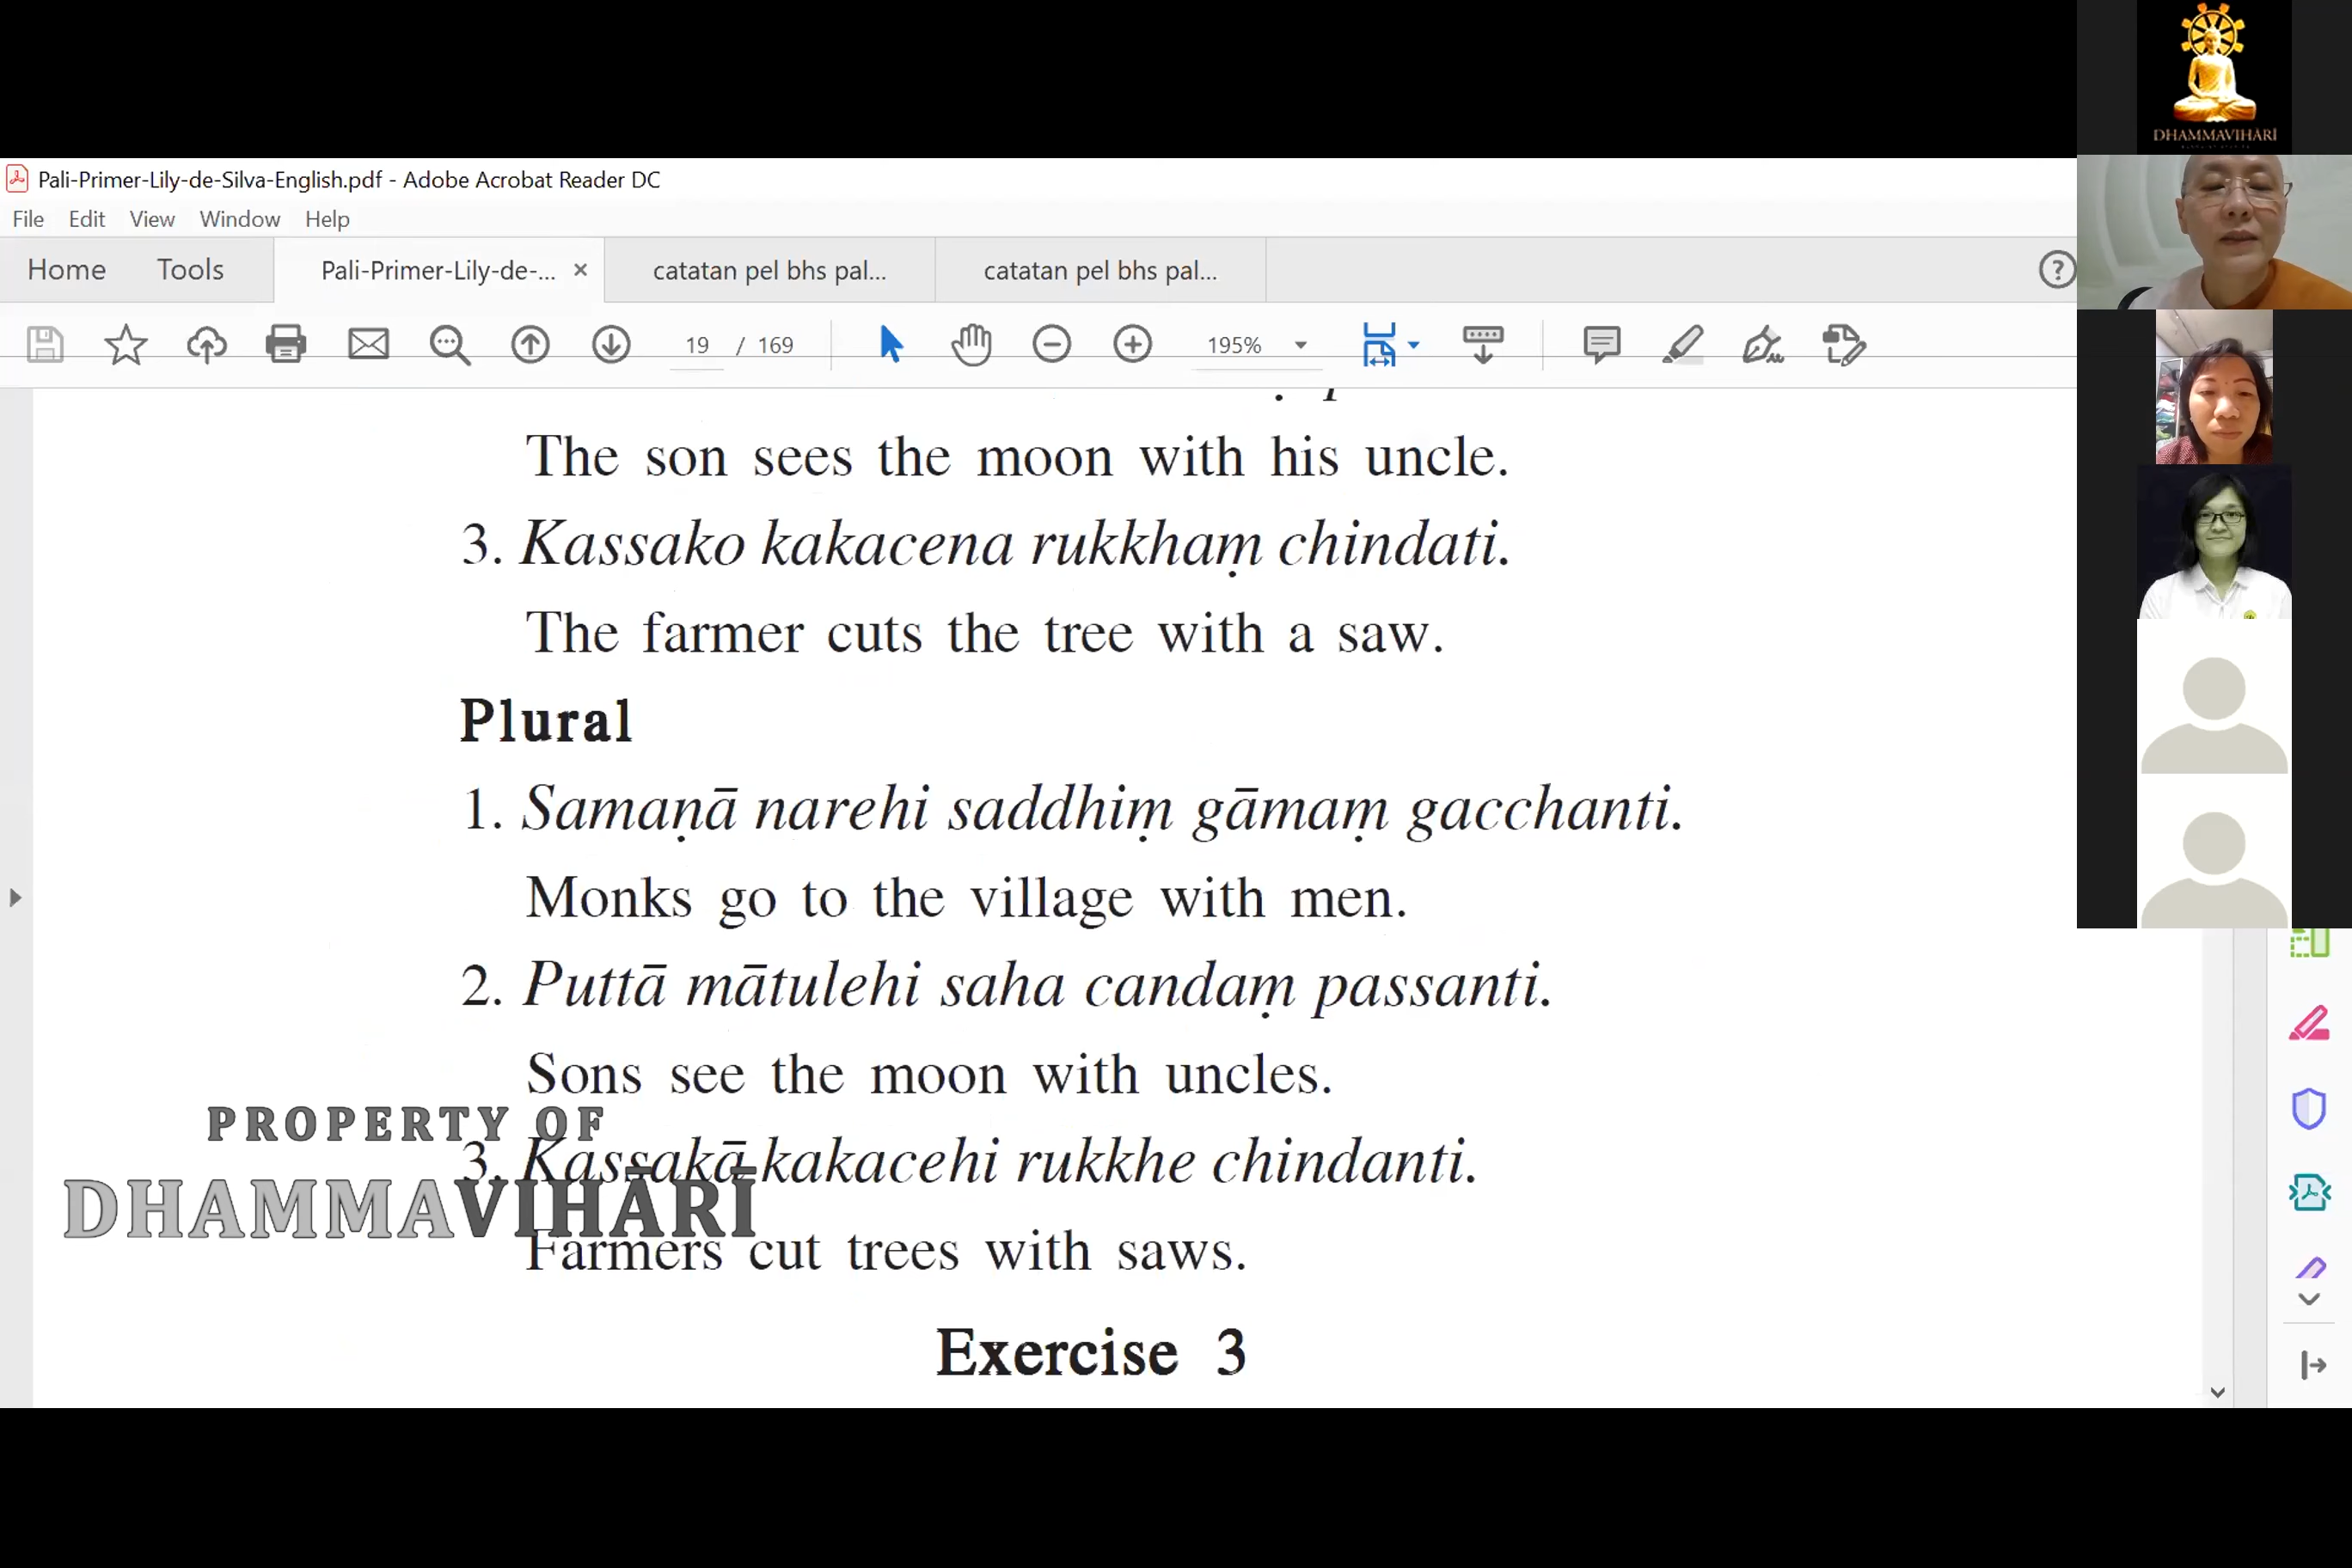 DHAMMAVIHĀRĪ
Pali-Primer-Lily-de-Silva-English.pdf - Adobe Acrobat Reader DC
File Edit View Window Help
Home Tools Pali-Primer-Lily-de-... × catatan pel bhs pal... catatan pel bhs pal...
19 / 169 195%
The son sees the moon with his uncle.
3. Kassako kakacena rukkhaṃ chindati.
The farmer cuts the tree with a saw.
Plural
1. Samaṇā narehi saddhiṃ gāmaṃ gacchanti.
Monks go to the village with men.
2. Puttā mātulehi saha candaṃ passanti.
Sons see the moon with uncles.
PROPERTY OF
3. Kassakā kakacehi rukkhe chindanti.
DHAMMAVIHĀRĪ
Farmers cut trees with saws.
Exercise 3